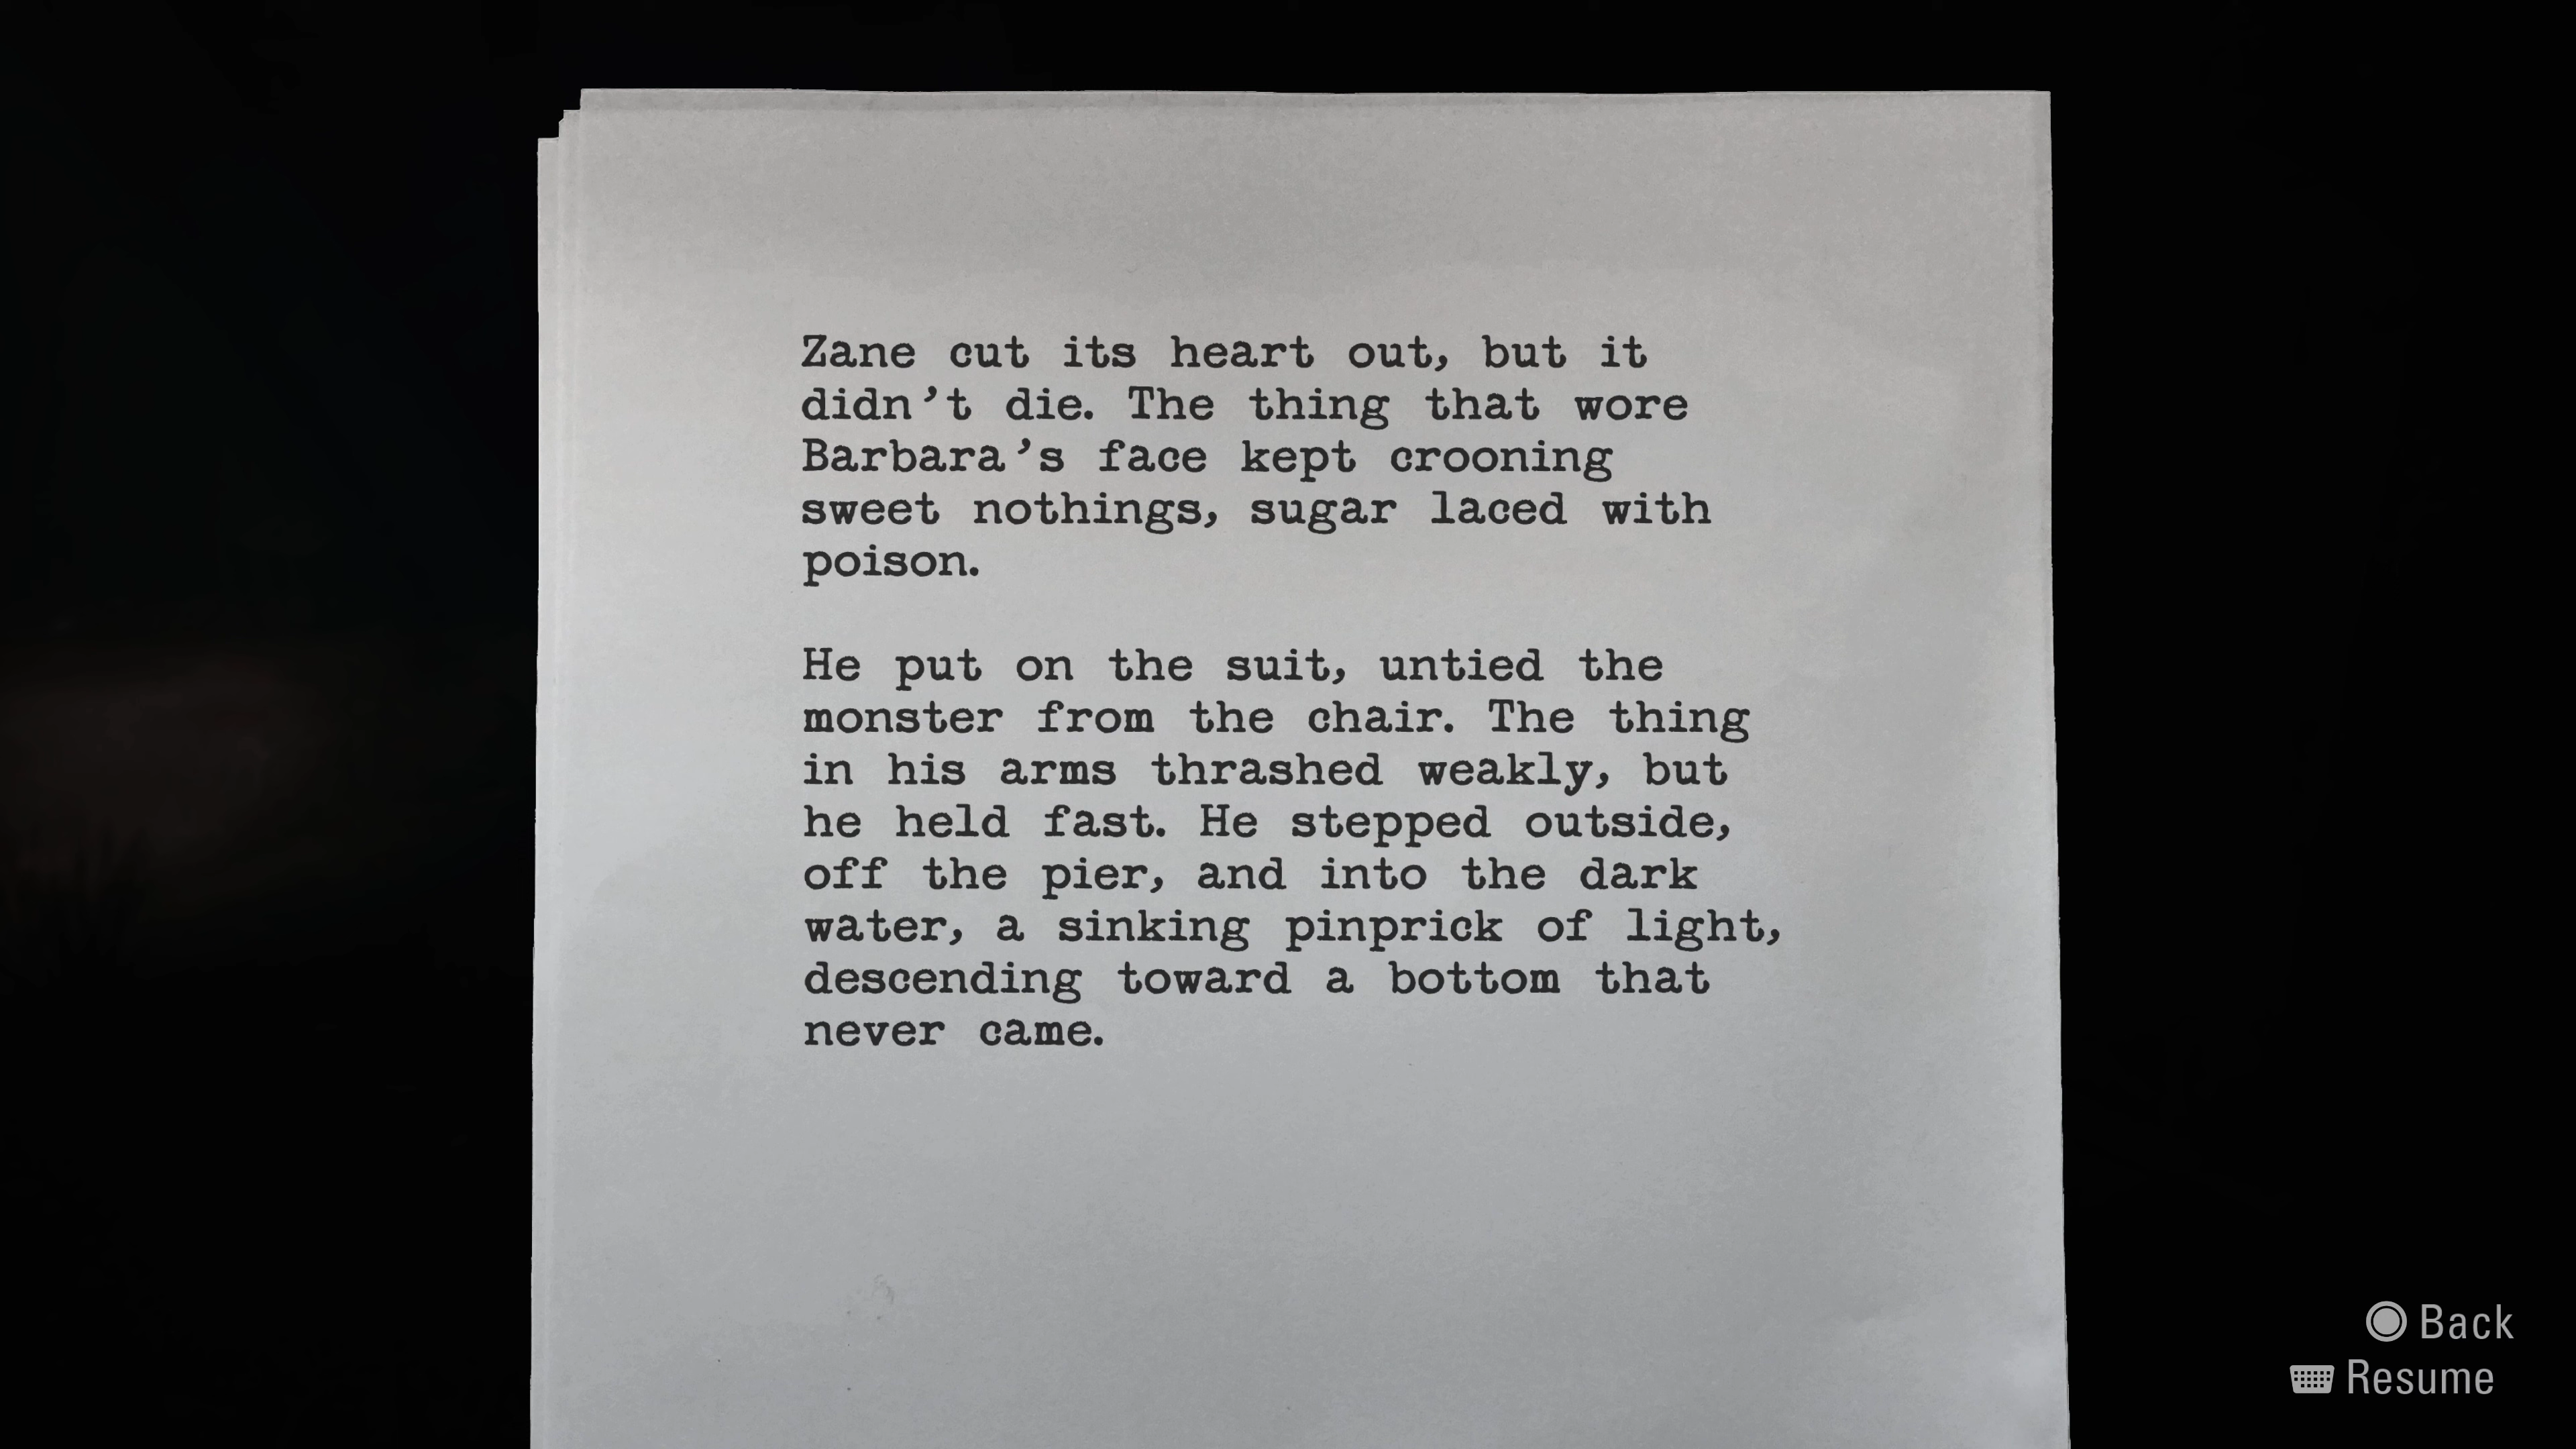 Zane cut its heart out, but it
didn't die. The thing that wore
Barbara's face kept crooning
sweet nothings, sugar laced with
poison.
He put on the suit, untied the
monster from the chair. The thing
in his arms thrashed weakly, but
he held fast. He stepped outside,
off the pier, and into the dark
water, a sinking pinprick of light,
descending toward a bottom that
never came.
Back
Resume